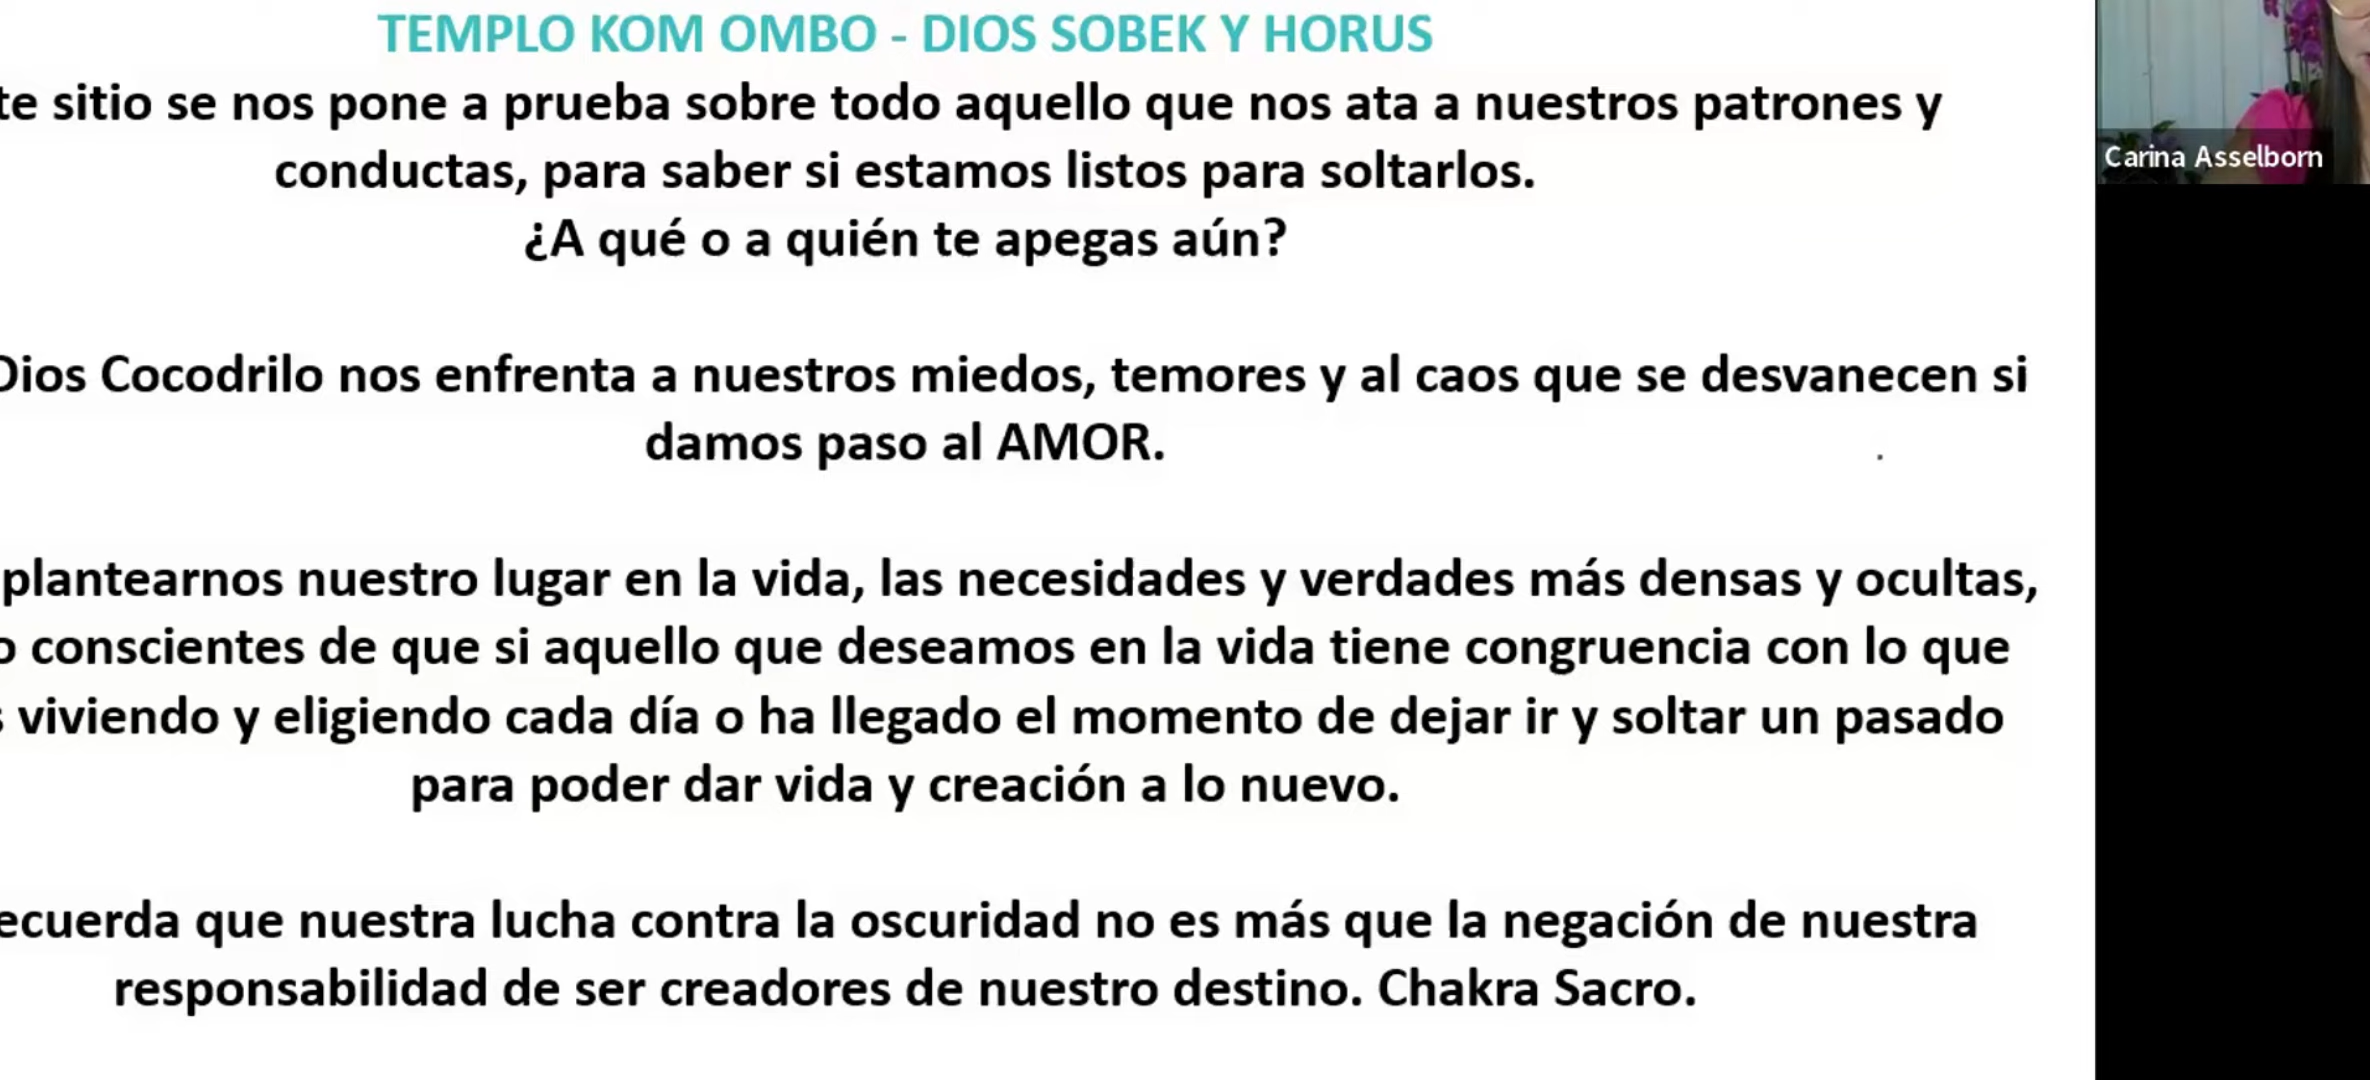 TEMPLO KOM OMBO - DIOS SOBEK Y HORUS
te sitio se nos pone a prueba sobre todo aquello que nos ata a nuestros patrones y
conductas, para saber si estamos listos para soltarlos.
¿A qué o a quién te apegas aún?
Dios Cocodrilo nos enfrenta a nuestros miedos, temores y al caos que se desvanecen si
damos paso al AMOR.
plantearnos nuestro lugar en la vida, las necesidades y verdades más densas y ocultas,
o conscientes de que si aquello que deseamos en la vida tiene congruencia con lo que
s viviendo y eligiendo cada día o ha llegado el momento de dejar ir y soltar un pasado
para poder dar vida y creación a lo nuevo.
ecuerda que nuestra lucha contra la oscuridad no es más que la negación de nuestra
responsabilidad de ser creadores de nuestro destino. Chakra Sacro.
Carina Asselborn